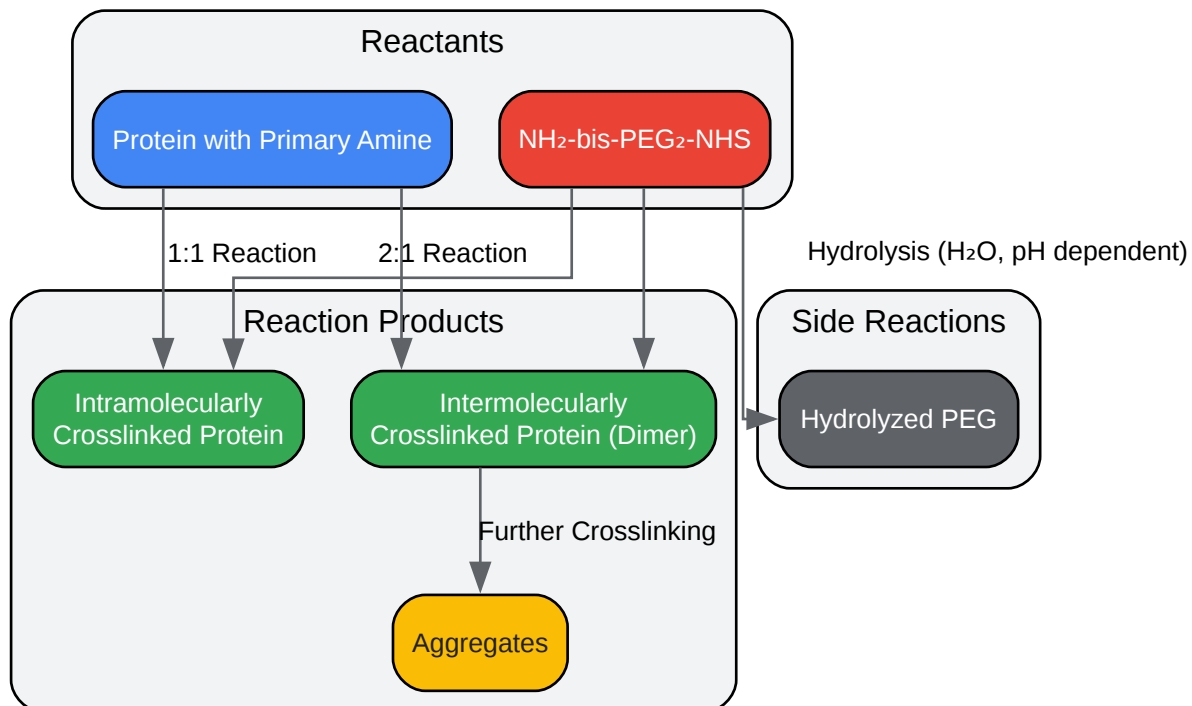 Reactants
Protein with Primary Amine
NH₂-bis-PEG₂-NHS
1:1 Reaction
2:1 Reaction
Hydrolysis (H₂O, pH dependent)
Reaction Products
Side Reactions
Intramolecularly
Crosslinked Protein
Intermolecularly
Crosslinked Protein (Dimer)
Hydrolyzed PEG
Further Crosslinking
Aggregates